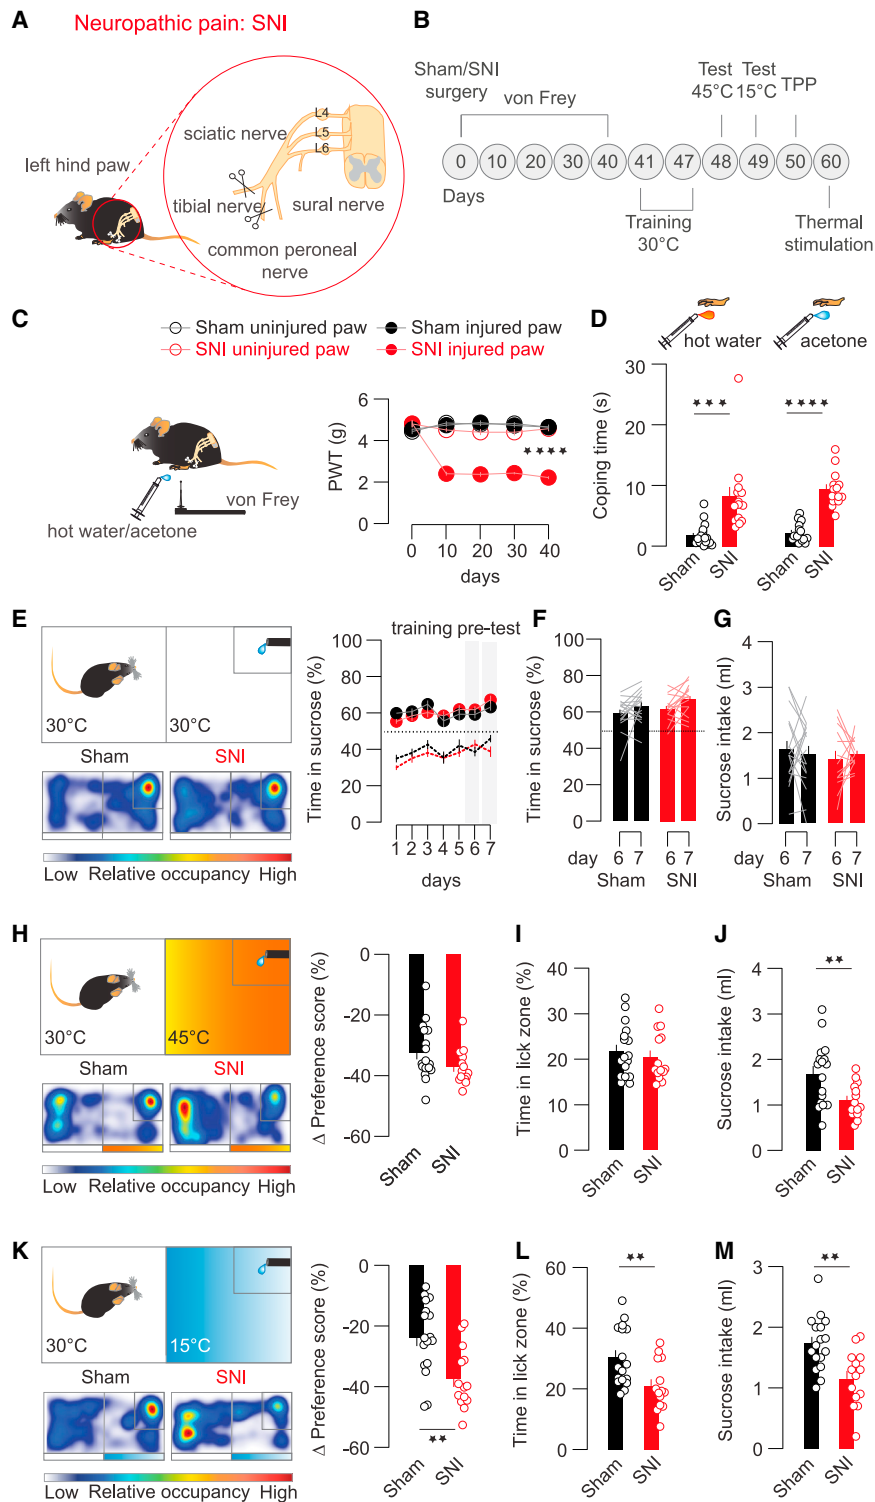 A
Neuropathic pain: SNI
L4
L5
L6
sciatic nerve
left hind paw
tibial nerve
sural nerve
common peroneal
nerve
B
Sham/SNI
surgery
von Frey
Test
45°C
Test
15°C
TPP
0 10 20 30 40 41 47 48 49 50 60
Days
Training
30°C
Thermal
stimulation
C
Sham uninjured paw
Sham injured paw
SNI uninjured paw
SNI injured paw
hot water/acetone
von Frey
PWT (g)
6
4
2
0
0 10 20 30 40
days
★★★★
D
hot water
acetone
Coping time (s)
30
20
10
0
★★★
★★★★
Sham
SNI
Sham
SNI
E
30°C
30°C
Sham
SNI
Low Relative occupancy High
Time in sucrose (%)
100
80
60
40
20
0
training pre-test
1 2 3 4 5 6 7
days
F
Time in sucrose (%)
100
80
60
40
20
0
day 6 7 6 7
Sham SNI
G
Sucrose intake (ml)
4
3
2
1
0
day 6 7 6 7
Sham SNI
H
30°C
45°C
Sham
SNI
Low Relative occupancy High
Δ Preference score (%)
0
-20
-40
-60
Sham
SNI
I
Time in lick zone (%)
40
30
20
10
0
Sham
SNI
J
Sucrose intake (ml)
4
3
2
1
0
★★
Sham
SNI
K
30°C
15°C
Sham
SNI
Low Relative occupancy High
Δ Preference score (%)
0
-20
-40
-60
★★
Sham
SNI
L
Time in lick zone (%)
60
40
20
0
★★
Sham
SNI
M
Sucrose intake (ml)
3
2
1
0
★★
Sham
SNI